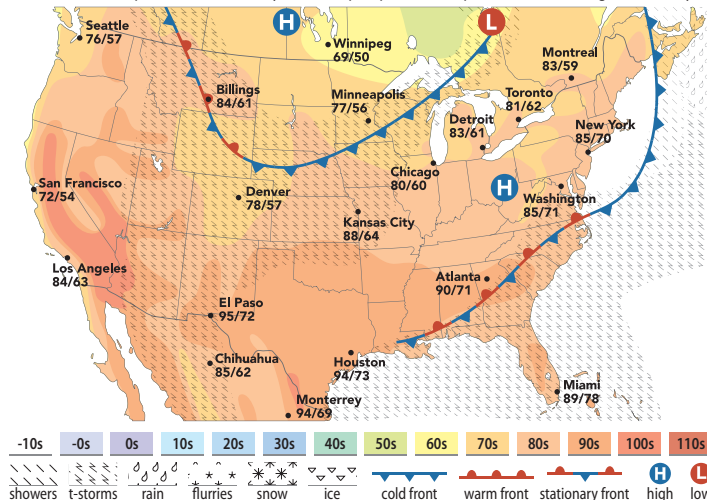 Seattle
76/57
H
L
Winnipeg
69/50
Montreal
83/59
Billings
84/61
Minneapolis
77/56
Toronto
81/62
Detroit
83/61
New York
85/70
Chicago
80/60
San Francisco
72/54
Denver
78/57
H
Washington
85/71
Kansas City
88/64
Los Angeles
84/63
Atlanta
90/71
El Paso
95/72
Chihuahua
85/62
Houston
94/73
Miami
89/78
Monterrey
94/69
-10s -0s 0s 10s 20s 30s 40s 50s 60s 70s 80s 90s 100s 110s
H L
showers t-storms rain flurries snow ice cold front warm front stationary front high low